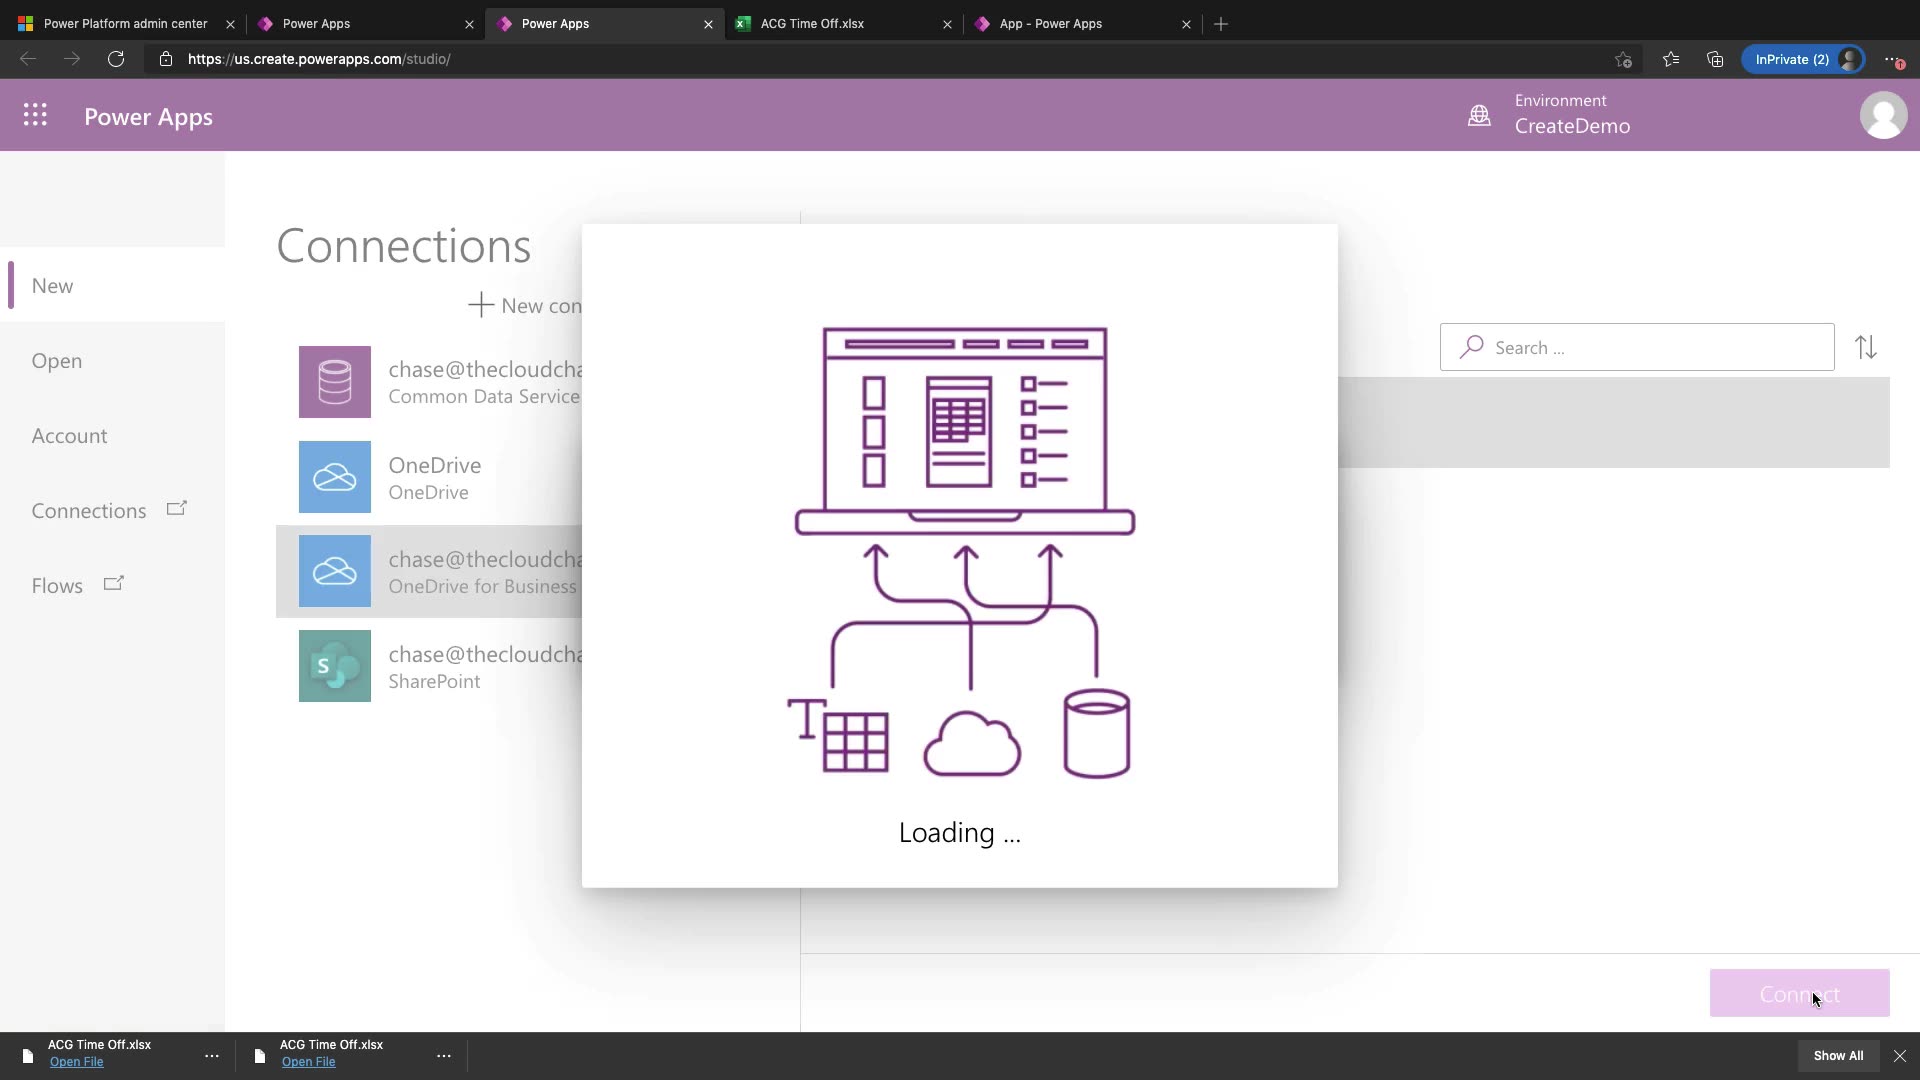 Power Platform admin center
Power Apps
Power Apps
ACG Time Off.xlsx
App - Power Apps
https://us.create.powerapps.com/studio/
InPrivate (2)
Power Apps
Environment
CreateDemo
New
Open
Account
Connections
Flows
Connections
New con
chase@thecloudcha
Common Data Service
OneDrive
OneDrive
chase@thecloudcha
OneDrive for Business
chase@thecloudcha
S
SharePoint
Search ...
T
Loading ...
Connect
ACG Time Off.xlsx
Open File
ACG Time Off.xlsx
Open File
Show All